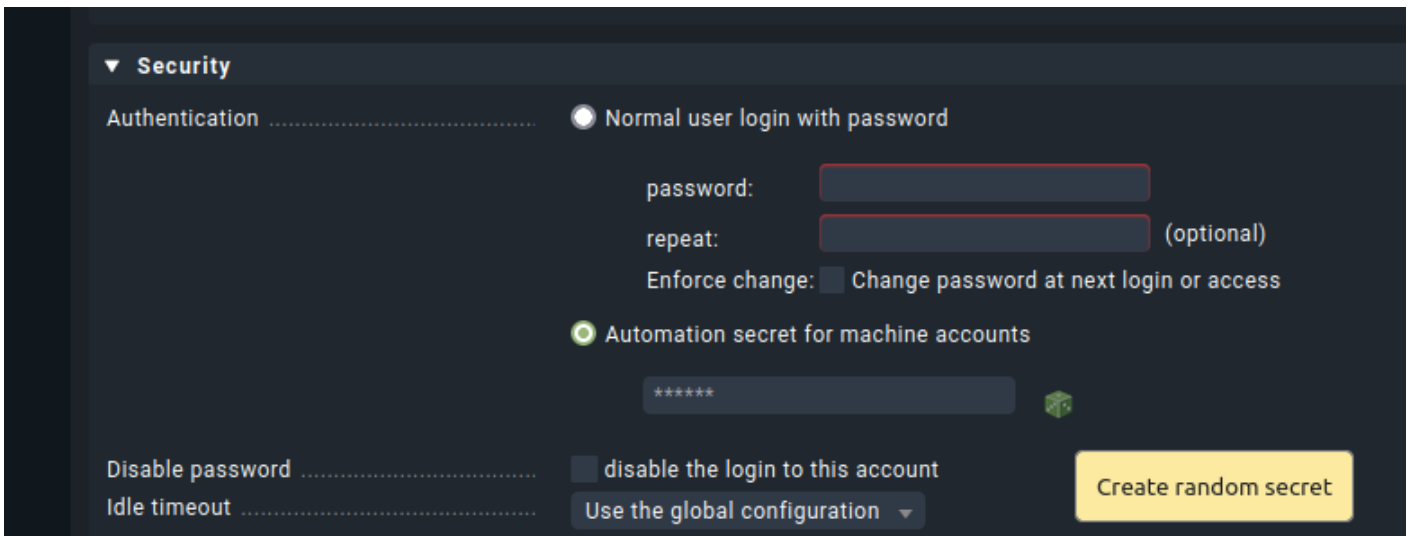 Security
Authentication
Normal user login with password
password:
repeat:
(optional)
Enforce change:
Change password at next login or access
Automation secret for machine accounts
******
Disable password
disable the login to this account
Create random secret
Idle timeout
Use the global configuration